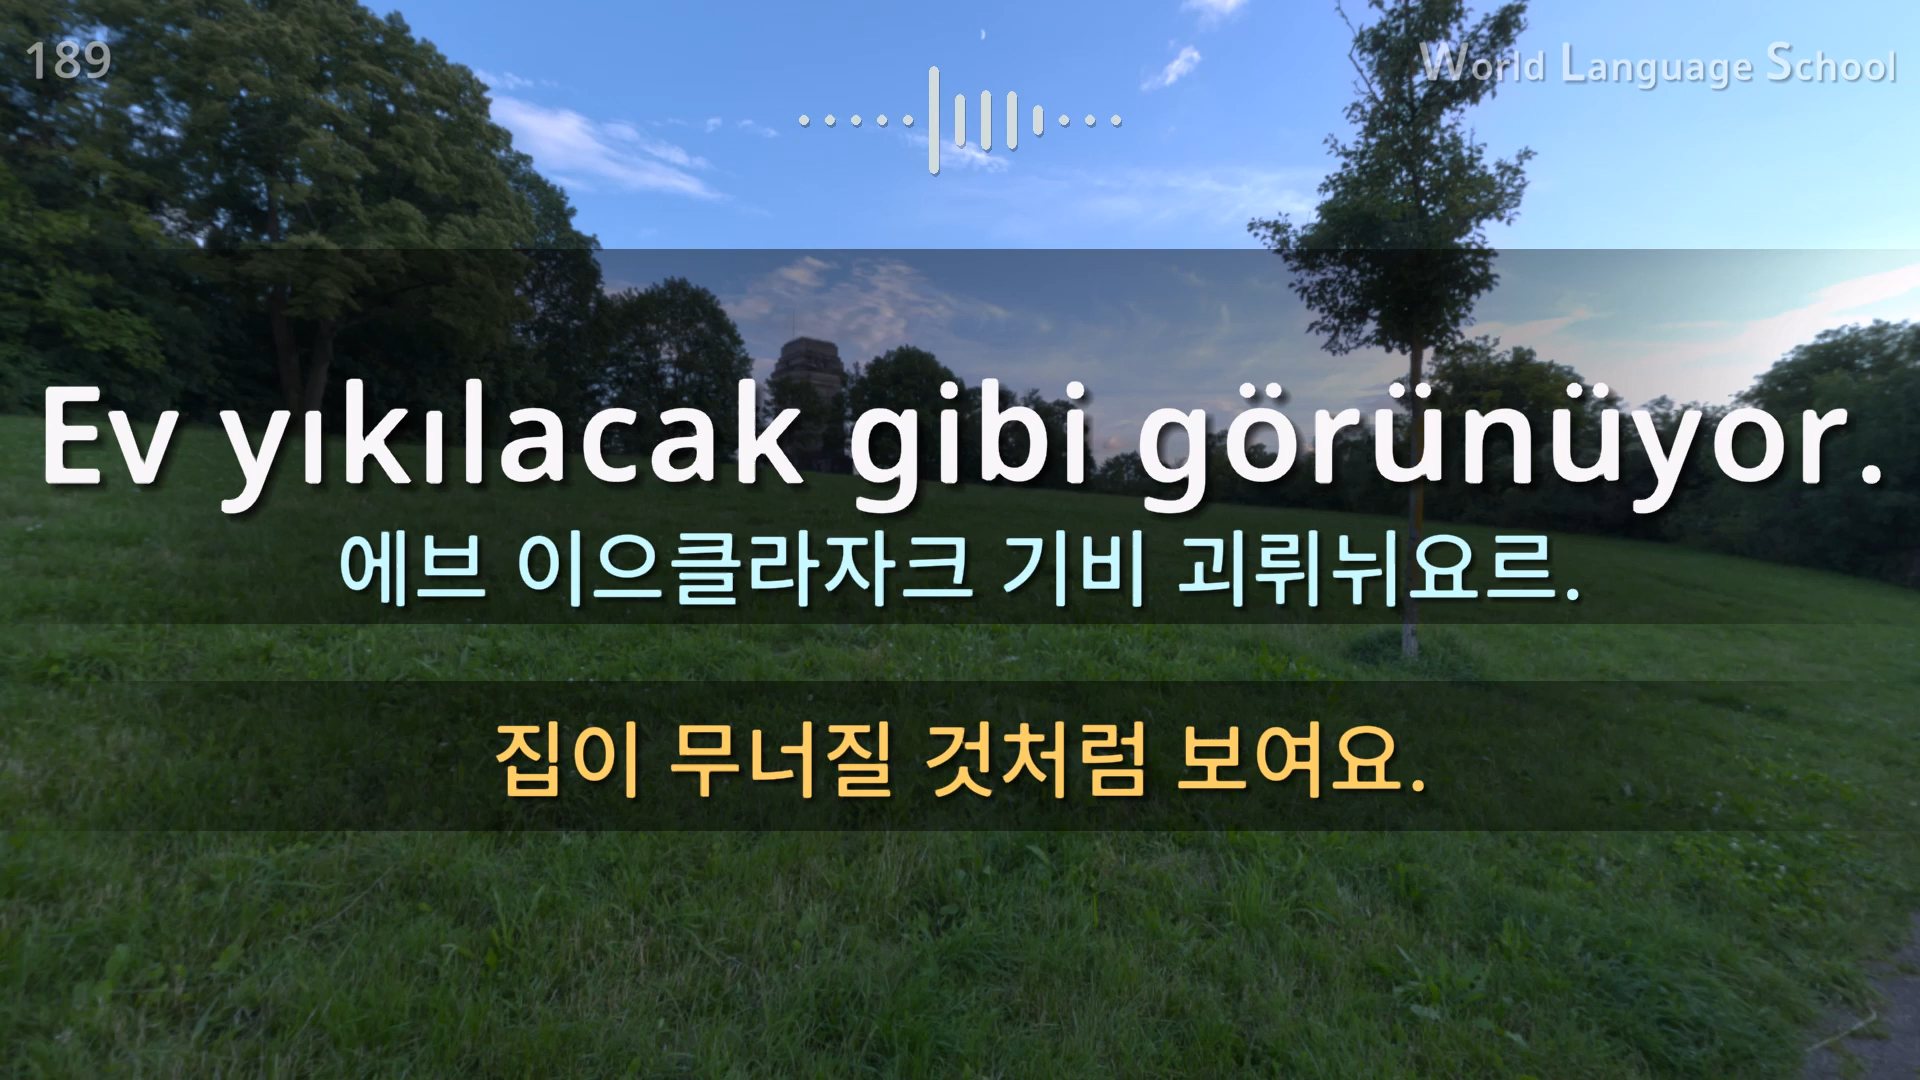 189
World Language School
Ev yıkılacak gibi görünüyor.
에브 이으클라자크 기비 괴뤼뉘요르.
집이 무너질 것처럼 보여요.